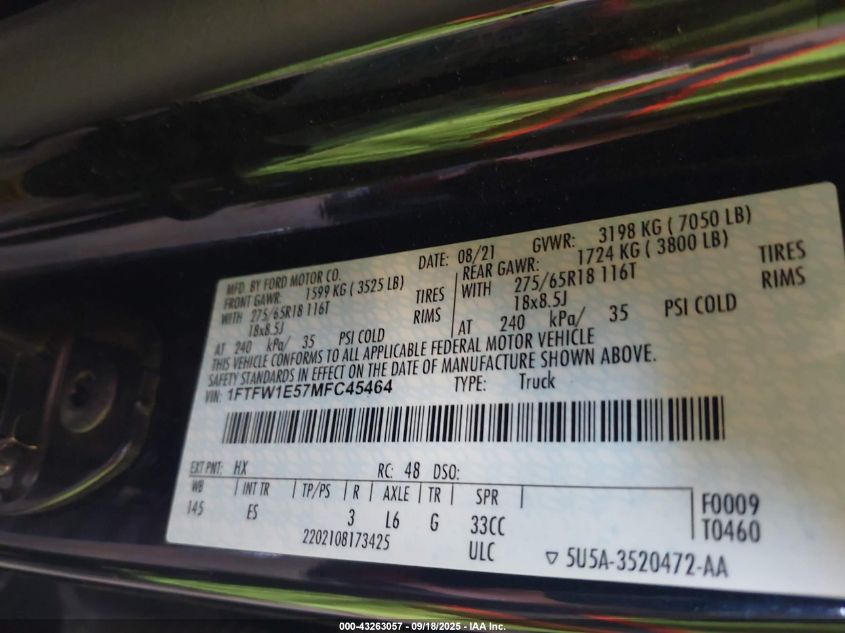 MFD. BY FORD MOTOR CO.
DATE: 08/21 GVWR: 3198 KG ( 7050 LB)
FRONT GAWR: 1599 KG ( 3525 LB)
REAR GAWR: 1724 KG ( 3800 LB)
WITH 275/65R18 116T TIRES
WITH 275/65R18 116T TIRES
18x8.5J RIMS
18x8.5J RIMS
AT 240 kPa/ 35 PSI COLD
AT 240 kPa/ 35 PSI COLD
THIS VEHICLE CONFORMS TO ALL APPLICABLE FEDERAL MOTOR VEHICLE
SAFETY STANDARDS IN EFFECT ON THE DATE OF MANUFACTURE SHOWN ABOVE.
VIN: 1FTFW1E57MFC45464 TYPE: Truck
EXT PNT: HX RC: 48 DSO:
WB INT TR TP/PS R AXLE TR SPR F0009
145 ES 3 L6 G 33CC T0460
2202108173425 ULC ▽ 5U5A-3520472-AA
000-43263057 - 09/18/2025 - IAA Inc.